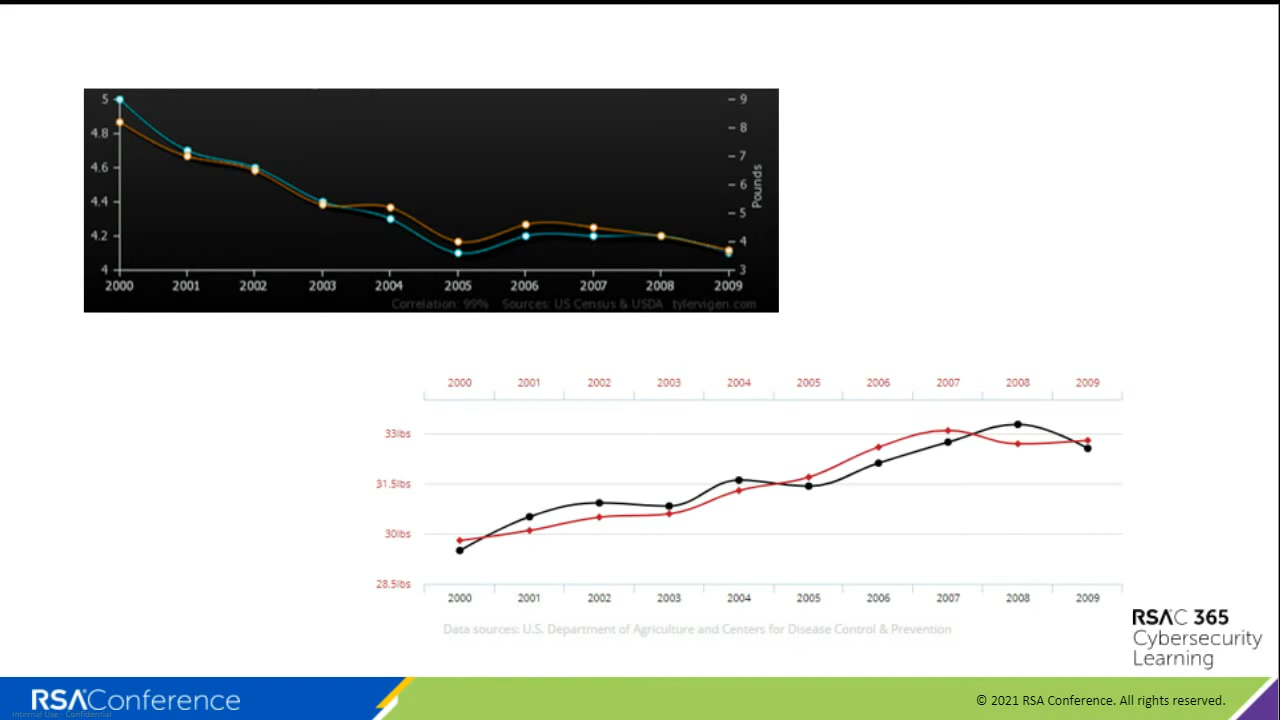 5
4.8
4.6
4.4
4.2
4
9
8
7
6
5
4
3
Pounds
2000 2001 2002 2003 2004 2005 2006 2007 2008 2009
Correlation: 99% Sources: US Census & USDA tylervigen.com
2000 2001 2002 2003 2004 2005 2006 2007 2008 2009
33lbs
31.5lbs
30lbs
28.5lbs
2000 2001 2002 2003 2004 2005 2006 2007 2008 2009
Data sources: U.S. Department of Agriculture and Centers for Disease Control & Prevention
RSAC 365
Cybersecurity
Learning
RSAConference
Internal Use - Confidential
© 2021 RSA Conference. All rights reserved.